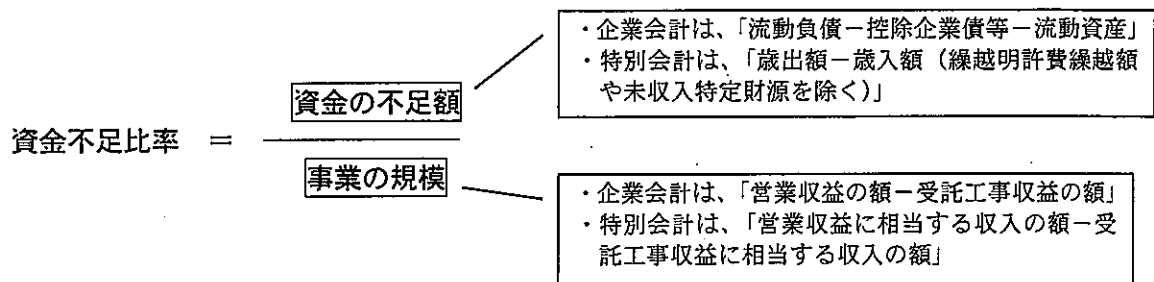 ・企業会計は、「流動負債－控除企業債等－流動資産」
・特別会計は、「歳出額－歳入額（繰越明許費繰越額
や未収入特定財源を除く）」
資金の不足額
資金不足比率 ＝
事業の規模
・企業会計は、「営業収益の額－受託工事収益の額」
・特別会計は、「営業収益に相当する収入の額－受
託工事収益に相当する収入の額」